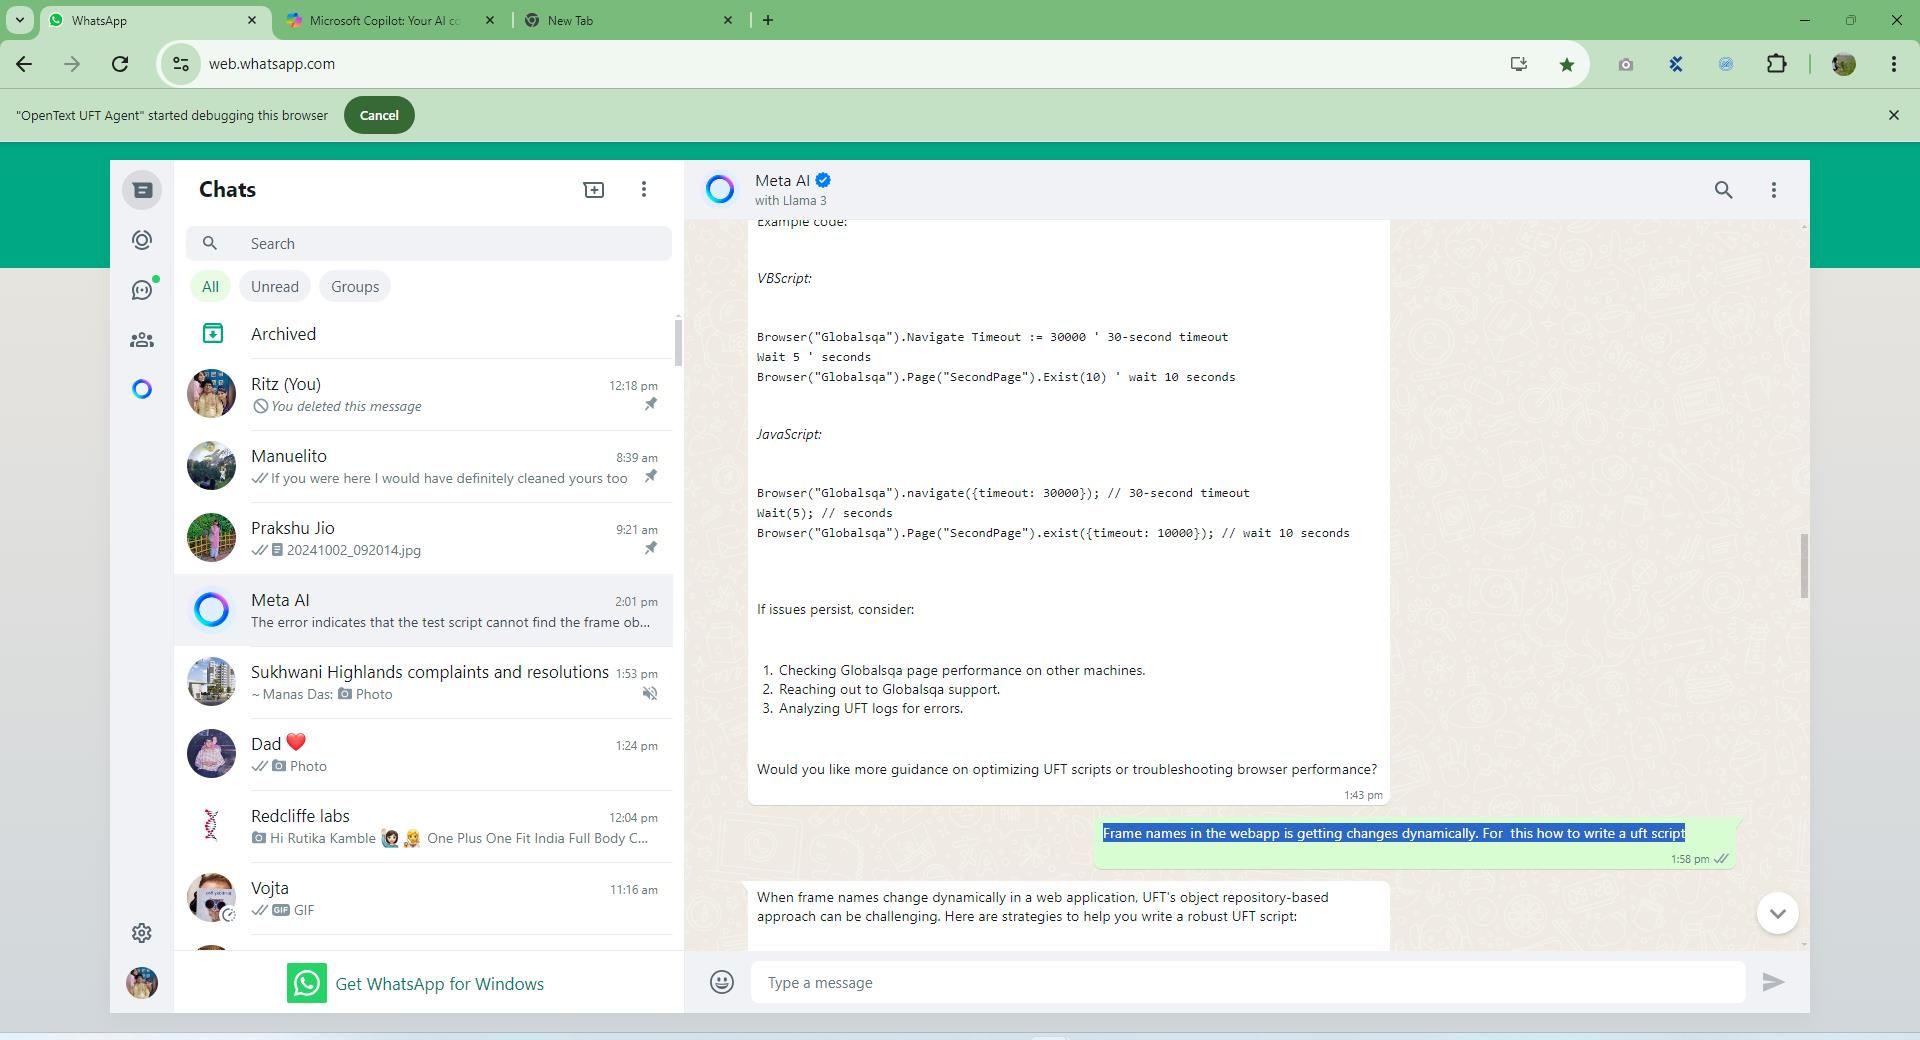 WhatsApp
Microsoft Copilot: Your AI co
New Tab
web.whatsapp.com
"OpenText UFT Agent" started debugging this browser
Cancel
Chats
Search
All
Unread
Groups
Archived
Ritz (You)
12:18 pm
You deleted this message
Manuelito
8:39 am
If you were here I would have definitely cleaned yours too
Prakshu Jio
9:21 am
20241002_092014.jpg
Meta AI
2:01 pm
The error indicates that the test script cannot find the frame ob...
Sukhwani Highlands complaints and resolutions
1:53 pm
~ Manas Das: Photo
Dad ❤️
1:24 pm
Photo
Redcliffe labs
12:04 pm
Hi Rutika Kamble 🙋🏻‍♀️ 👩‍❤️‍👩 One Plus One Fit India Full Body C...
Vojta
11:16 am
GIF GIF
Get WhatsApp for Windows
Meta AI
with Llama 3
Example code:
VBScript:
Browser("Globalsqa").Navigate Timeout := 30000 ' 30-second timeout
Wait 5 ' seconds
Browser("Globalsqa").Page("SecondPage").Exist(10) ' wait 10 seconds
JavaScript:
Browser("Globalsqa").navigate({timeout: 30000}); // 30-second timeout
Wait(5); // seconds
Browser("Globalsqa").Page("SecondPage").exist({timeout: 10000}); // wait 10 seconds
If issues persist, consider:
1. Checking Globalsqa page performance on other machines.
2. Reaching out to Globalsqa support.
3. Analyzing UFT logs for errors.
Would you like more guidance on optimizing UFT scripts or troubleshooting browser performance?
1:43 pm
Frame names in the webapp is getting changes dynamically. For  this how to write a uft script
1:58 pm
When frame names change dynamically in a web application, UFT's object repository-based
approach can be challenging. Here are strategies to help you write a robust UFT script:
Type a message